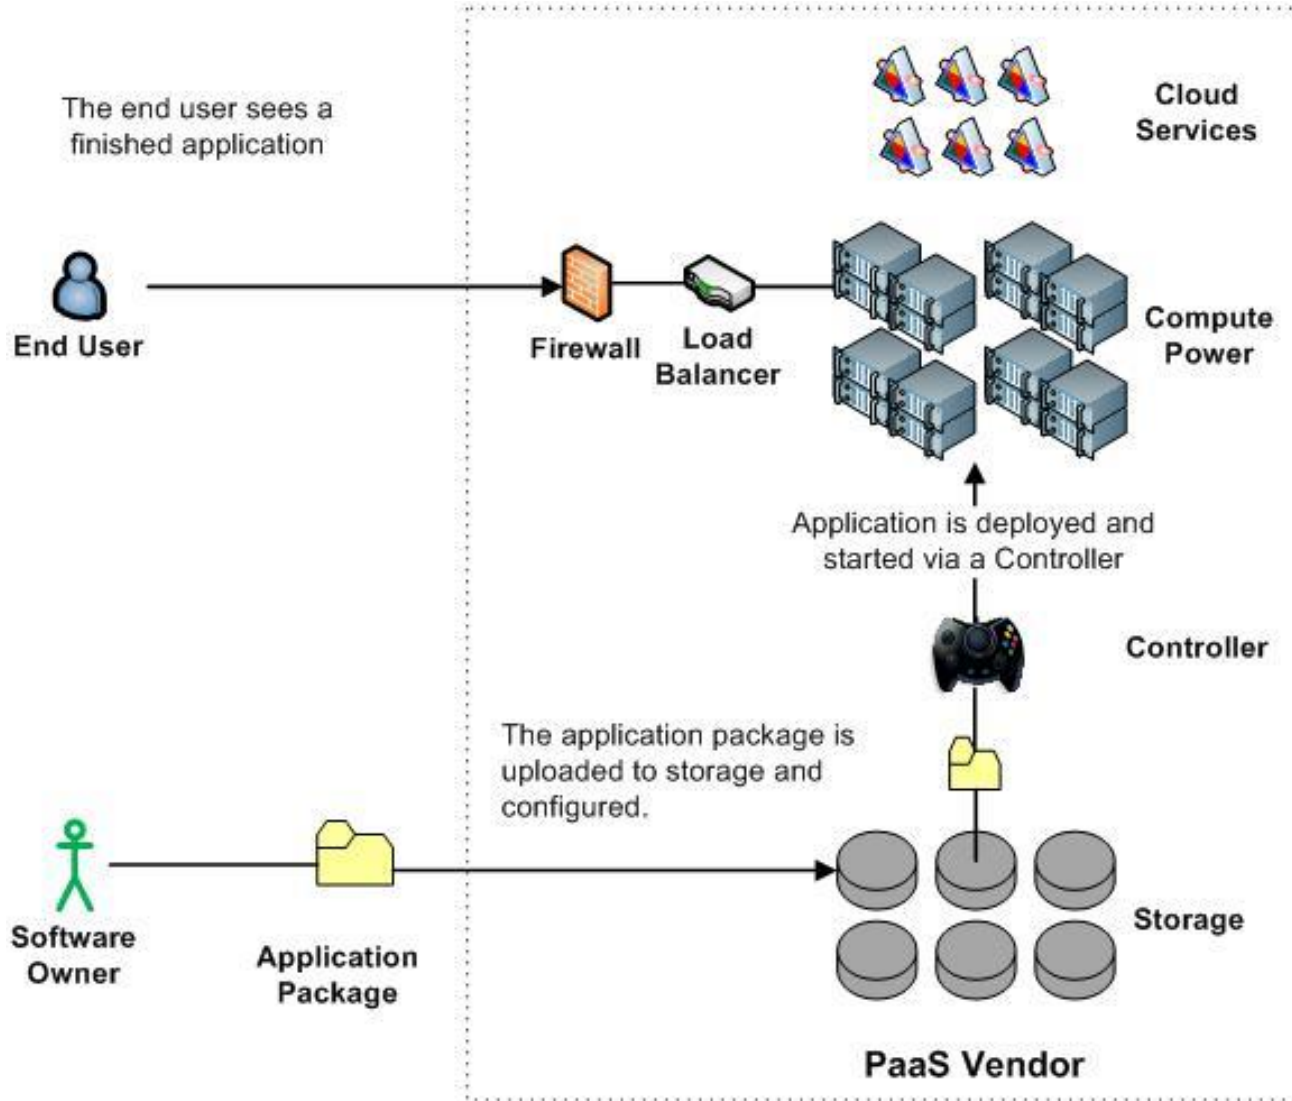 The end user sees a
finished application
Cloud
Services
End User
Firewall
Load
Balancer
Compute
Power
Application is deployed and
started via a Controller
Controller
The application package is
uploaded to storage and
configured.
Software
Owner
Application
Package
Storage
PaaS Vendor